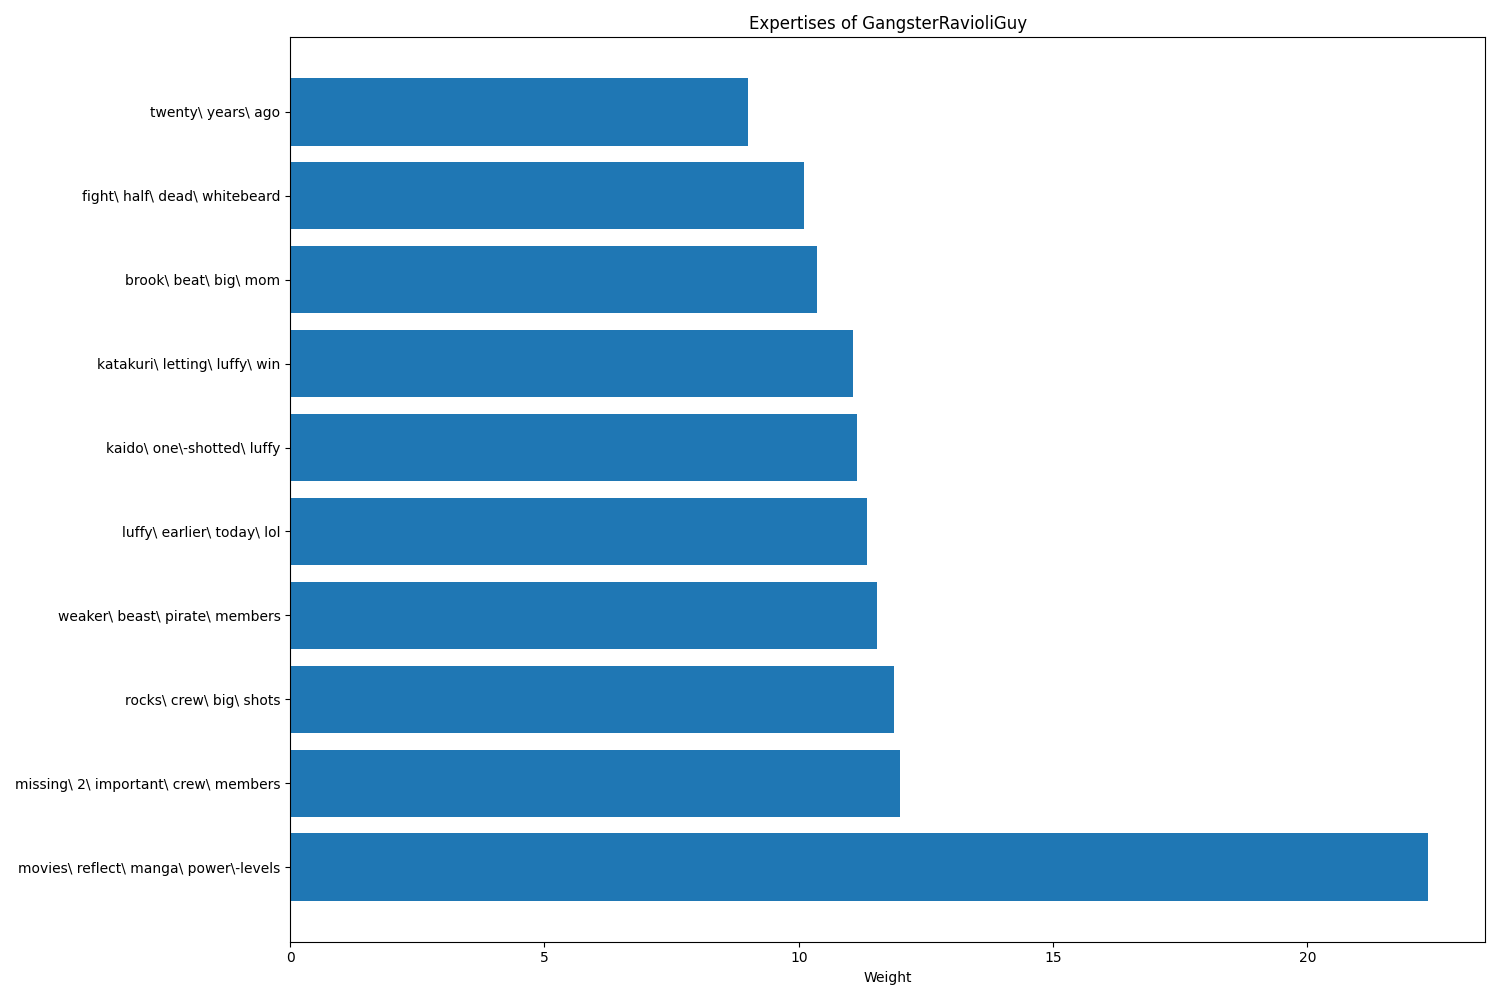 Expertises of GangsterRavioliGuy
twenty\ years\ ago
fight\ half\ dead\ whitebeard
brook\ beat\ big\ mom
katakuri\ letting\ luffy\ win
kaido\ one\-shotted\ luffy
luffy\ earlier\ today\ lol
weaker\ beast\ pirate\ members
rocks\ crew\ big\ shots
missing\ 2\ important\ crew\ members
movies\ reflect\ manga\ power\-levels
0 5 10 15 20
Weight